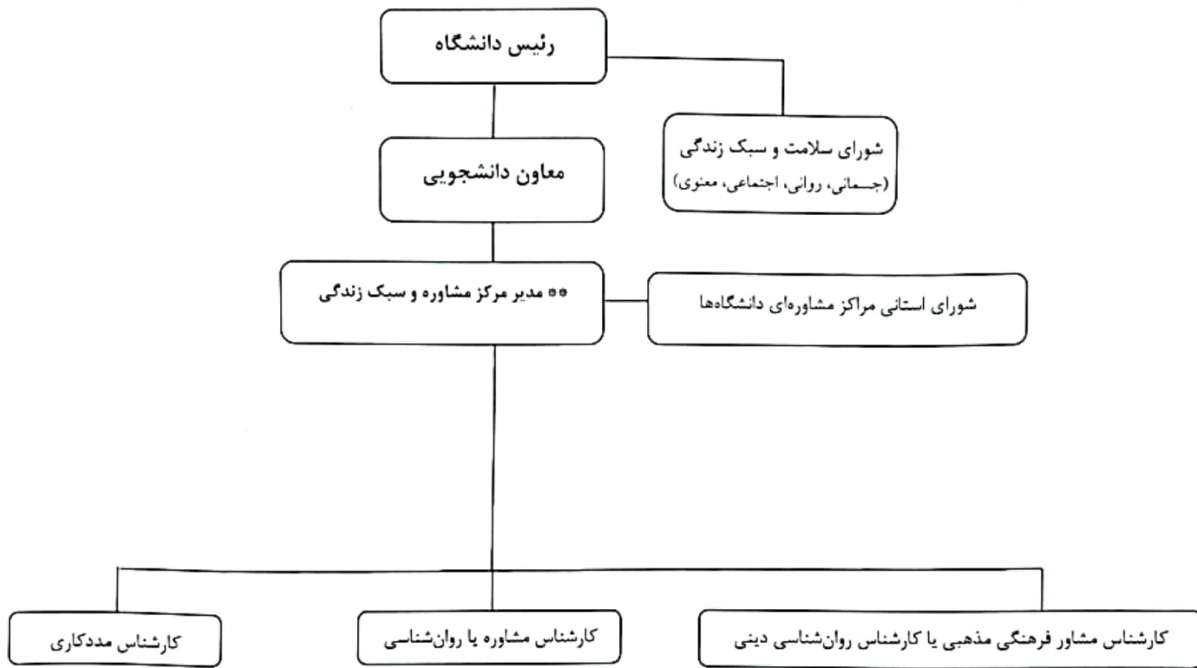 رئیس دانشگاه
شورای سلامت و سبک زندگی
(جسمانی، روانی، اجتماعی، معنوی)
معاون دانشجویی
** مدیر مرکز مشاوره و سبک زندگی
شورای استانی مراکز مشاوره‌ای دانشگاه‌ها
کارشناس مشاور فرهنگی مذهبی یا کارشناس روان‌شناسی دینی
کارشناس مشاوره یا روان‌شناسی
کارشناس مددکاری